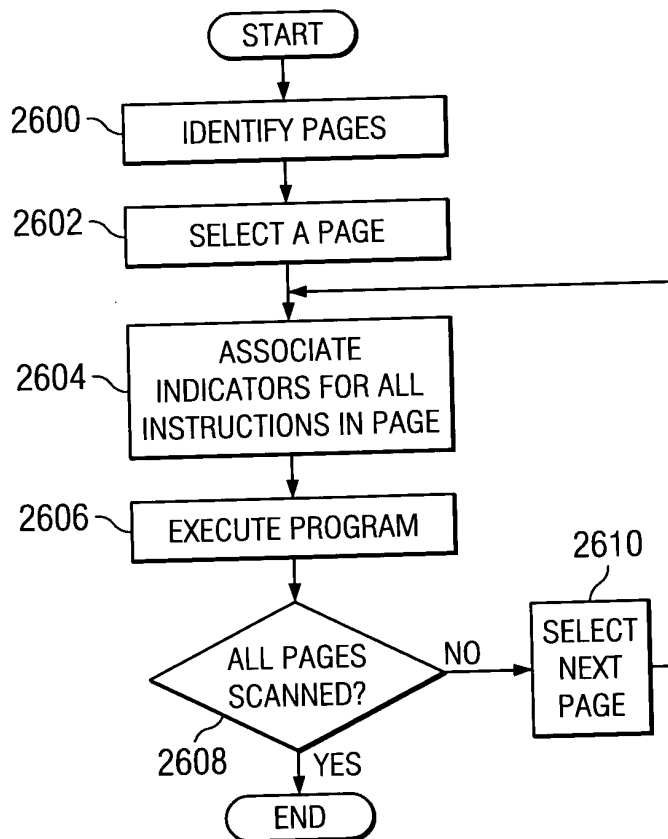 START
2600
IDENTIFY PAGES
2602
SELECT A PAGE
2604
ASSOCIATE
INDICATORS FOR ALL
INSTRUCTIONS IN PAGE
2606
EXECUTE PROGRAM
2608
ALL PAGES
SCANNED?
NO
2610
SELECT
NEXT
PAGE
YES
END